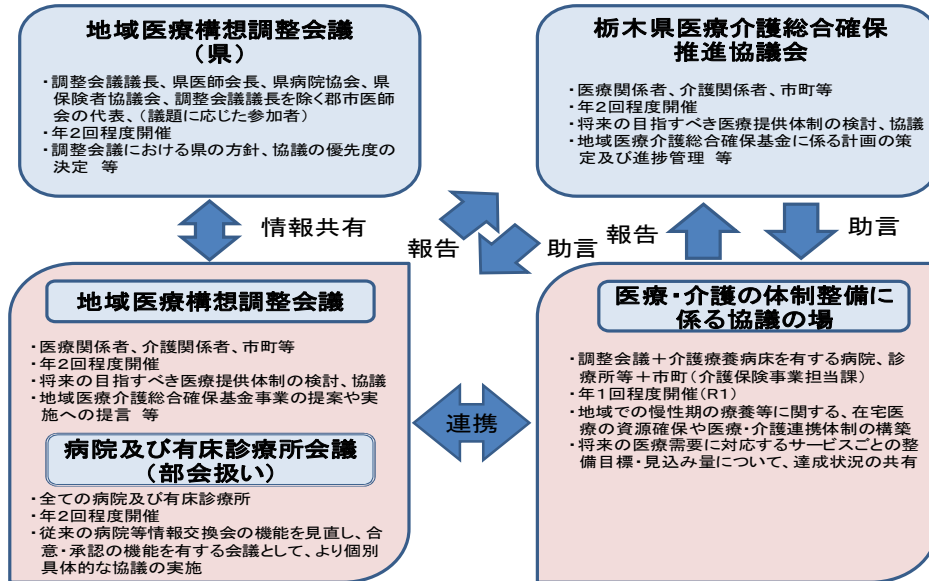 地域医療構想調整会議
（県）
・調整会議議長、県医師会長、県病院協会、県
保険者協議会、調整会議議長を除く郡市医師
会の代表、（議題に応じた参加者）
・年2回程度開催
・調整会議における県の方針、協議の優先度の
決定 等
栃木県医療介護総合確保
推進協議会
・医療関係者、介護関係者、市町等
・年2回程度開催
・将来の目指すべき医療提供体制の検討、協議
・地域医療介護総合確保基金に係る計画の策
定及び進捗管理 等
情報共有
報告
助言
報告
助言
地域医療構想調整会議
・医療関係者、介護関係者、市町等
・年2回程度開催
・将来の目指すべき医療提供体制の検討、協議
・地域医療介護総合確保基金事業の提案や実
施への提言 等
病院及び有床診療所会議
（部会扱い）
・全ての病院及び有床診療所
・年2回程度開催
・従来の病院等情報交換会の機能を見直し、合
意・承認の機能を有する会議として、より個別
具体的な協議の実施
連携
医療・介護の体制整備に
係る協議の場
・調整会議＋介護療養病床を有する病院、診
療所等＋市町（介護保険事業担当課）
・年1回程度開催（R1）
・地域での慢性期の療養等に関する、在宅医
療の資源確保や医療・介護連携体制の構築
・将来の医療需要に対応するサービスごとの整
備目標・見込み量について、達成状況の共有